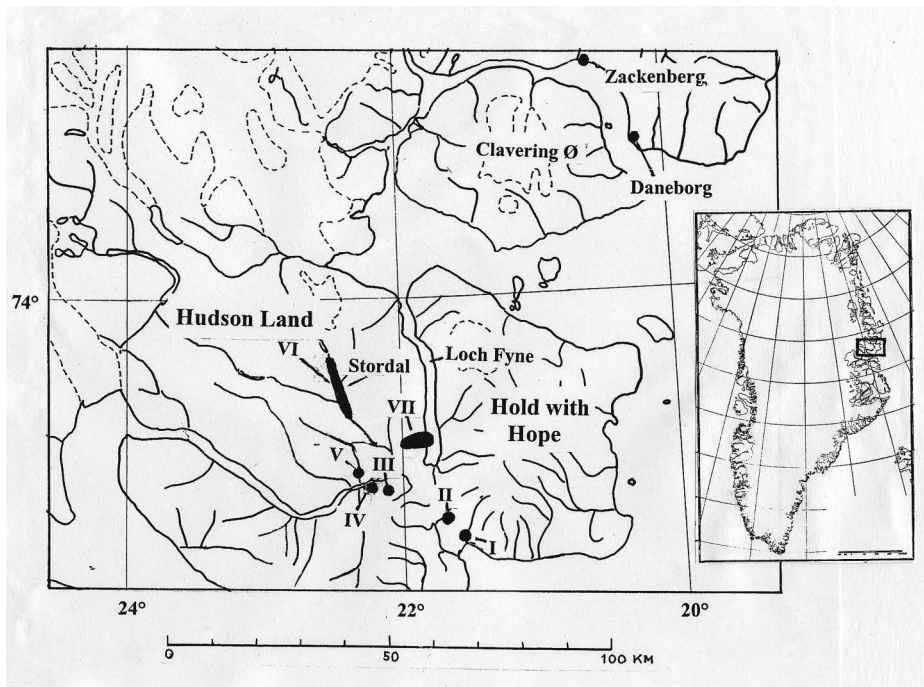 Zackenberg
Clavering Ø
Daneborg
74°
Hudson Land
VI
Stordal
Loch Fyne
VII
Hold with
Hope
V
III
IV
II
I
24°
22°
20°
0
50
100 KM